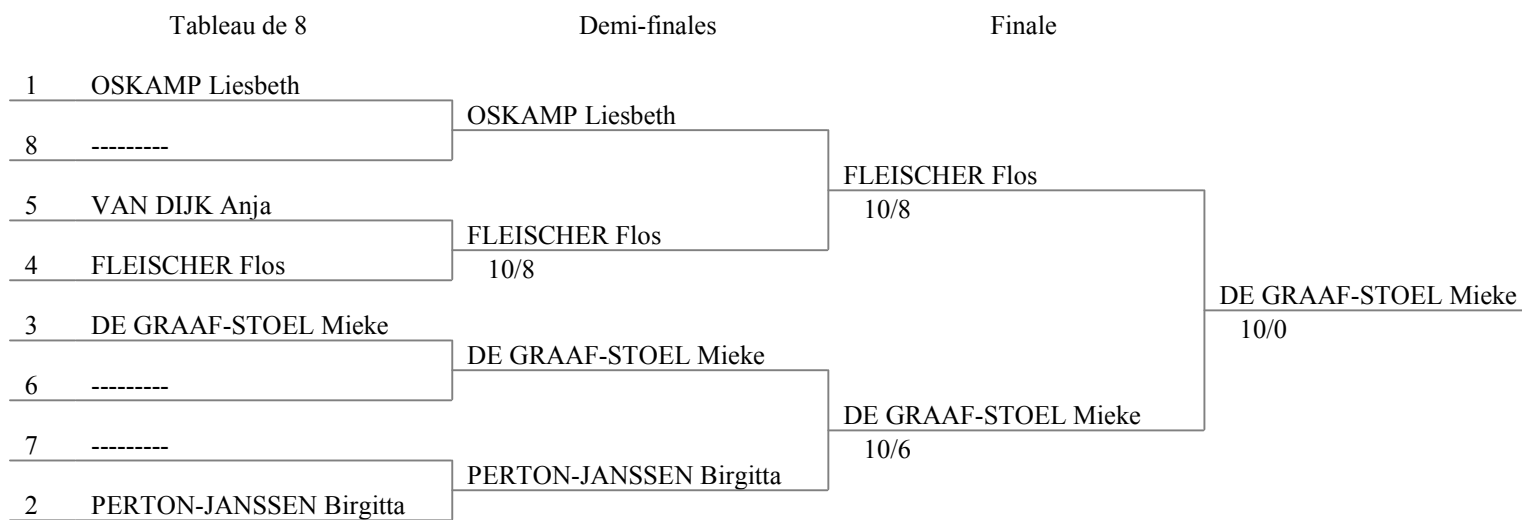 Tableau de 8 Demi-finales Finale
1 OSKAMP Liesbeth
OSKAMP Liesbeth
8 ---------
FLEISCHER Flos
10/8
5 VAN DIJK Anja
FLEISCHER Flos
4 FLEISCHER Flos
10/8
DE GRAAF-STOEL Mieke
10/0
3 DE GRAAF-STOEL Mieke
DE GRAAF-STOEL Mieke
6 ---------
DE GRAAF-STOEL Mieke
10/6
7 ---------
PERTON-JANSSEN Birgitta
2 PERTON-JANSSEN Birgitta